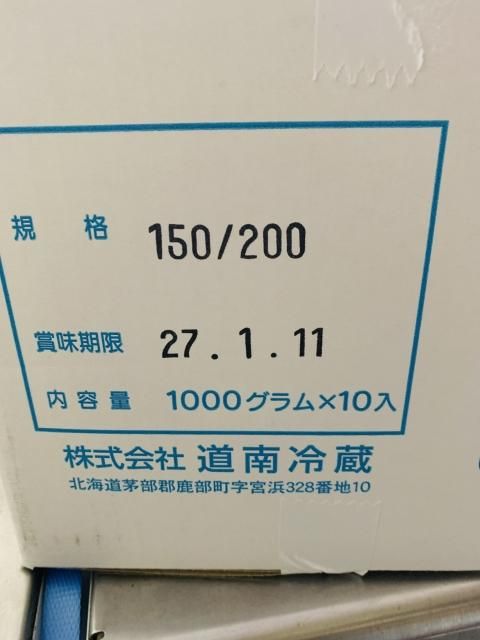 規格 150/200
賞味期限 27.1.11
内容量 1000グラム×10入
株式会社 道南冷蔵
北海道茅部郡鹿部町字宮浜328番地10